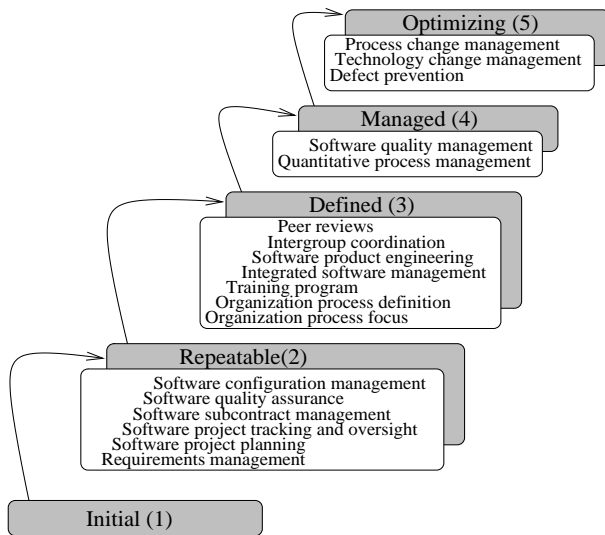 Optimizing (5)
Process change management
Technology change management
Defect prevention
Managed (4)
Software quality management
Quantitative process management
Defined (3)
Peer reviews
Intergroup coordination
Software product engineering
Integrated software management
Training program
Organization process definition
Organization process focus
Repeatable(2)
Software configuration management
Software quality assurance
Software subcontract management
Software project tracking and oversight
Software project planning
Requirements management
Initial (1)